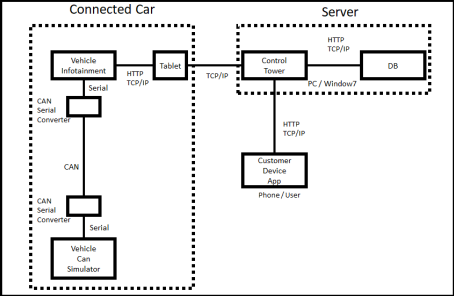 Connected Car
Server
Vehicle
Infotainment
HTTP
TCP/IP
Tablet
TCP/IP
Control
Tower
HTTP
TCP/IP
DB
PC / Window7
Serial
CAN
Serial
Converter
CAN
HTTP
TCP/IP
Customer
Device
App
Phone / User
CAN
Serial
Converter
Serial
Vehicle
Can
Simulator